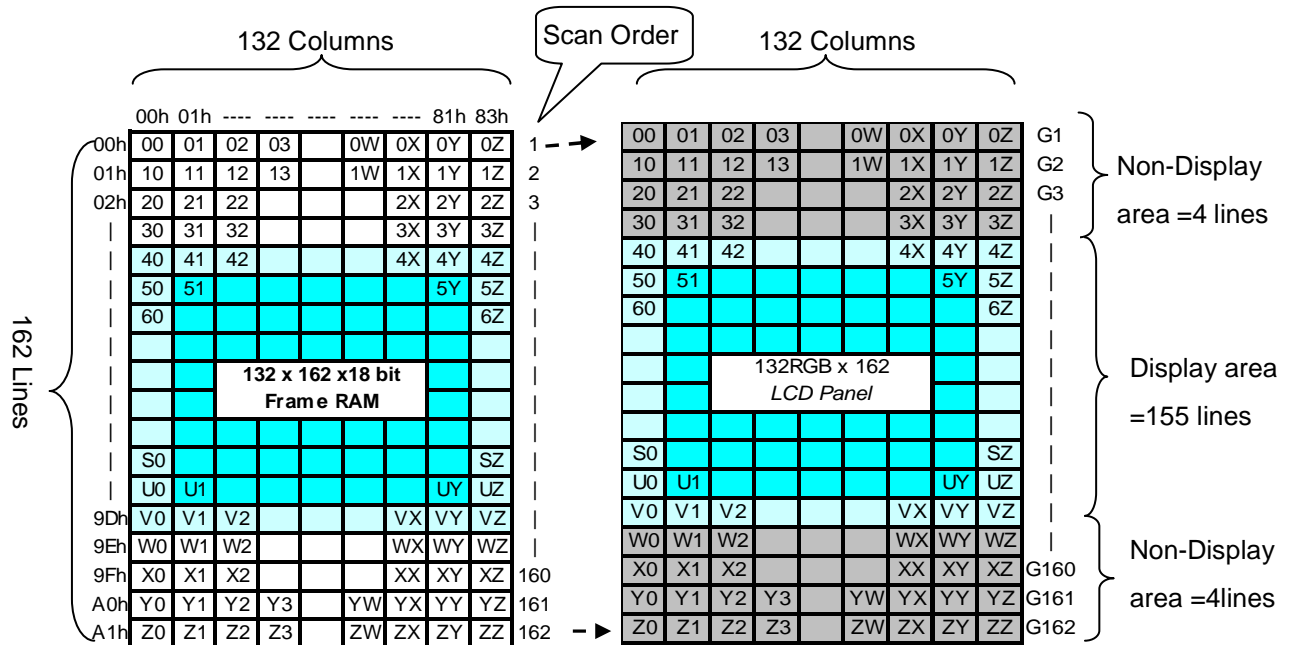 132 Columns
Scan Order
132 Columns
00h 01h ---- ---- ---- ---- ---- 81h 83h
00h 00 01 02 03 0W 0X 0Y 0Z 1 00 01 02 03 0W 0X 0Y 0Z G1
01h 10 11 12 13 1W 1X 1Y 1Z 2 10 11 12 13 1W 1X 1Y 1Z G2
02h 20 21 22 2X 2Y 2Z 3 20 21 22 2X 2Y 2Z G3
30 31 32 3X 3Y 3Z 30 31 32 3X 3Y 3Z
40 41 42 4X 4Y 4Z 40 41 42 4X 4Y 4Z
50 51 5Y 5Z 50 51 5Y 5Z
60 6Z 60 6Z
132 x 162 x18 bit
Frame RAM
132RGB x 162
LCD Panel
S0 SZ S0 SZ
U0 U1 UY UZ U0 U1 UY UZ
9Dh V0 V1 V2 VX VY VZ V0 V1 V2 VX VY VZ
9Eh W0 W1 W2 WX WY WZ W0 W1 W2 WX WY WZ
9Fh X0 X1 X2 XX XY XZ 160 X0 X1 X2 XX XY XZ G160
A0h Y0 Y1 Y2 Y3 YW YX YY YZ 161 Y0 Y1 Y2 Y3 YW YX YY YZ G161
A1h Z0 Z1 Z2 Z3 ZW ZX ZY ZZ 162 Z0 Z1 Z2 Z3 ZW ZX ZY ZZ G162
162 Lines
Non-Display
area =4 lines
Display area
=155 lines
Non-Display
area =4lines